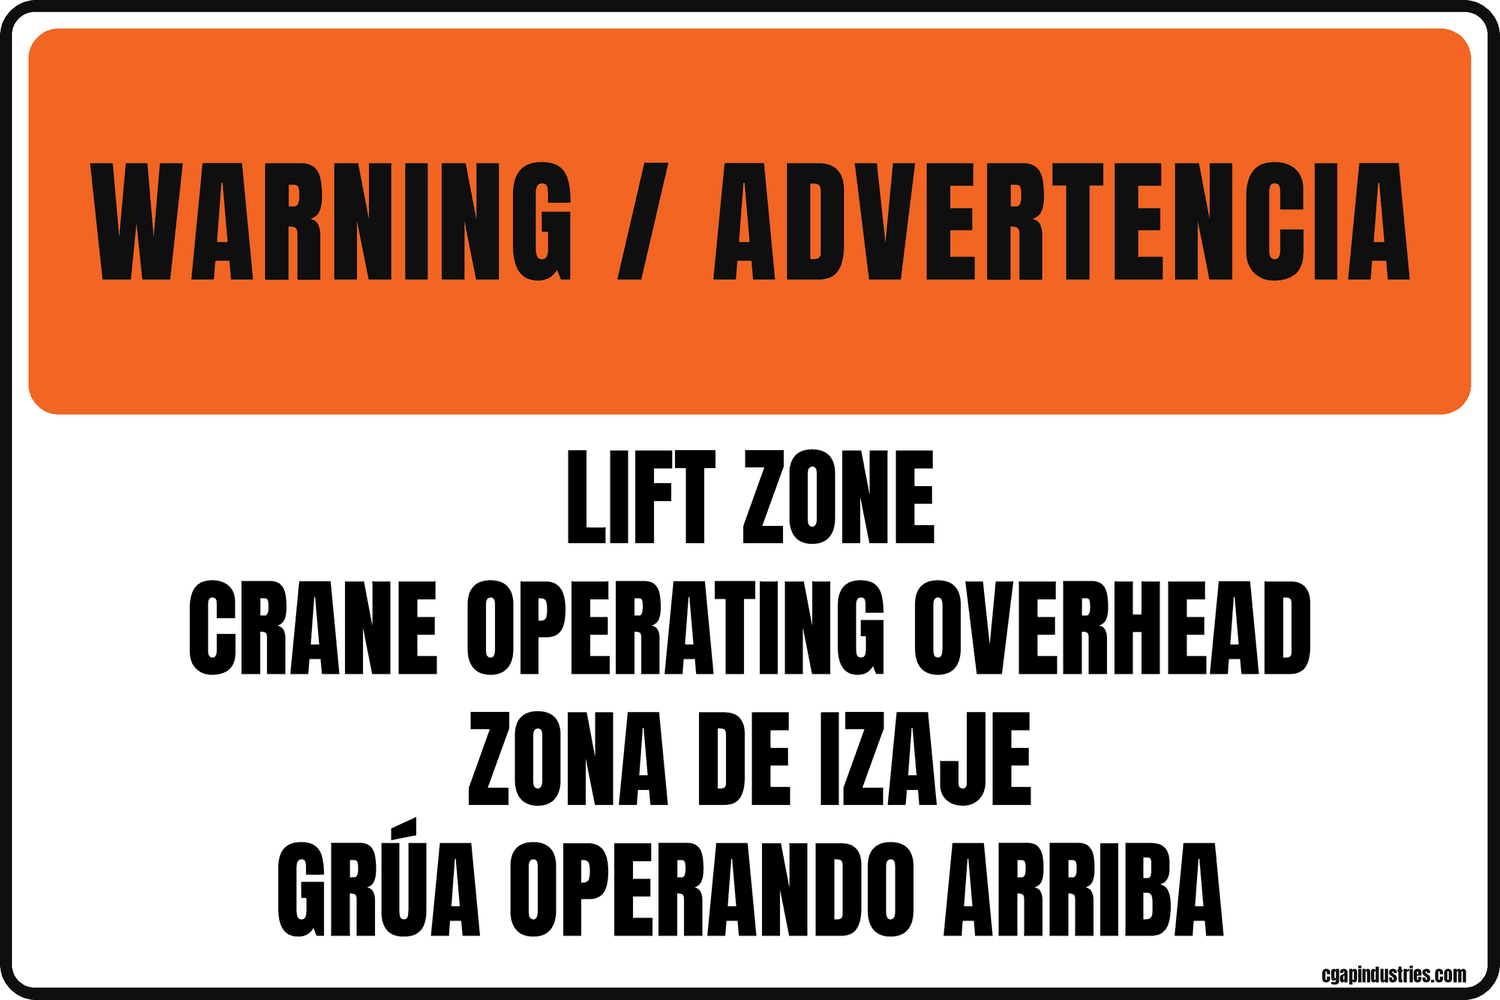 WARNING / ADVERTENCIA
LIFT ZONE
CRANE OPERATING OVERHEAD
ZONA DE IZAJE
GRÚA OPERANDO ARRIBA
cgapindustries.com